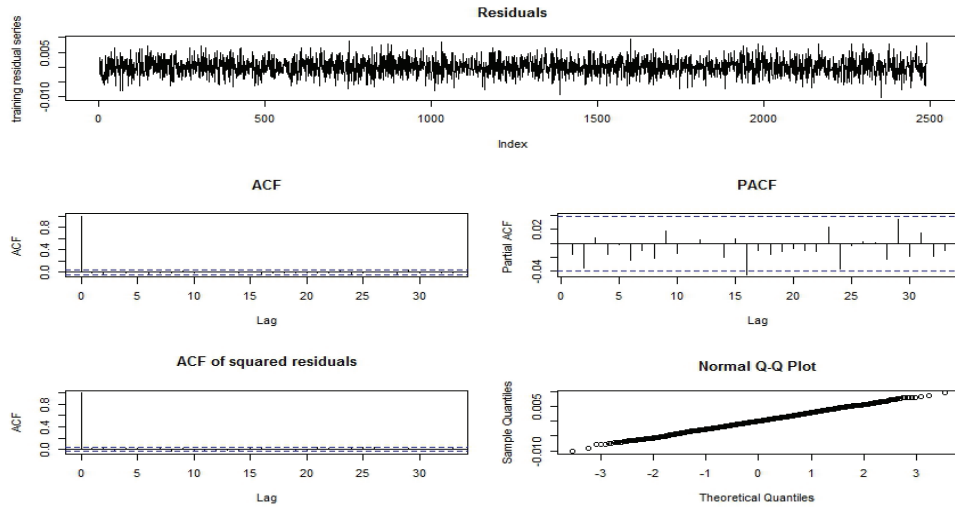 Residuals
training residual series
0.005
-0.010
0 500 1000 1500 2000 2500
Index
ACF
ACF
0.8
0.4
0.0
0 5 10 15 20 25 30
Lag
PACF
Partial ACF
0.02
-0.04
0 5 10 15 20 25 30
Lag
ACF of squared residuals
ACF
0.8
0.4
0.0
0 5 10 15 20 25 30
Lag
Normal Q-Q Plot
Sample Quantiles
0.005
-0.010
-3 -2 -1 0 1 2 3
Theoretical Quantiles